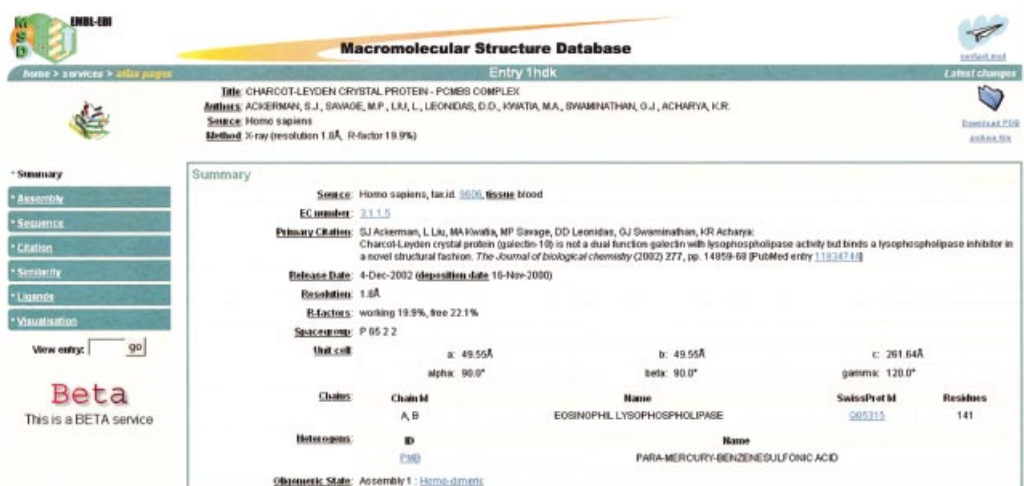 MSD EMBL-EBI
Macromolecular Structure Database
contact msd
home > services > atlas pages
Entry 1hdk
Latest changes
Title: CHARCOT-LEYDEN CRYSTAL PROTEIN - PCMBS COMPLEX
Authors: ACKERMAN, S.J., SAVAGE, M.P., LIU, L., LEONIDAS, D.D., KWATIA, M.A., SWAMINATHAN, G.J., ACHARYA, K.R.
Source: Homo sapiens
Method: X-ray (resolution 1.8Å, R-factor 19.9%)
Download PDB
archive file
Summary
Assembly
Sequence
Citation
Similarity
Ligands
Visualisation
View entry: go
Beta
This is a BETA service
Summary
Source: Homo sapiens, tax.id. 9606, tissue blood
EC number: 3.1.1.5
Primary Citation: SJ Ackerman, L Liu, MA Kwatia, MP Savage, DD Leonidas, GJ Swaminathan, KR Acharya:
Charcot-Leyden crystal protein (galectin-10) is not a dual function galectin with lysophospholipase activity but binds a lysophospholipase inhibitor in
a novel structural fashion. The Journal of biological chemistry (2002) 277, pp. 14859-68 [PubMed entry 11834744]
Release Date: 4-Dec-2002 (deposition date 16-Nov-2000)
Resolution: 1.8Å
R-factors: working 19.9%, free 22.1%
Spacegroup: P 65 2 2
Unit cell: a: 49.55Å b: 49.55Å c: 261.64Å
alpha: 90.0° beta: 90.0° gamma: 120.0°
Chains: Chain Id Name SwissProt Id Residues
A, B EOSINOPHIL LYSOPHOSPHOLIPASE Q05315 141
Heterogens: ID Name
PMB PARA-MERCURY-BENZENESULFONIC ACID
Oligomeric State: Assembly 1 : Homo-dimeric